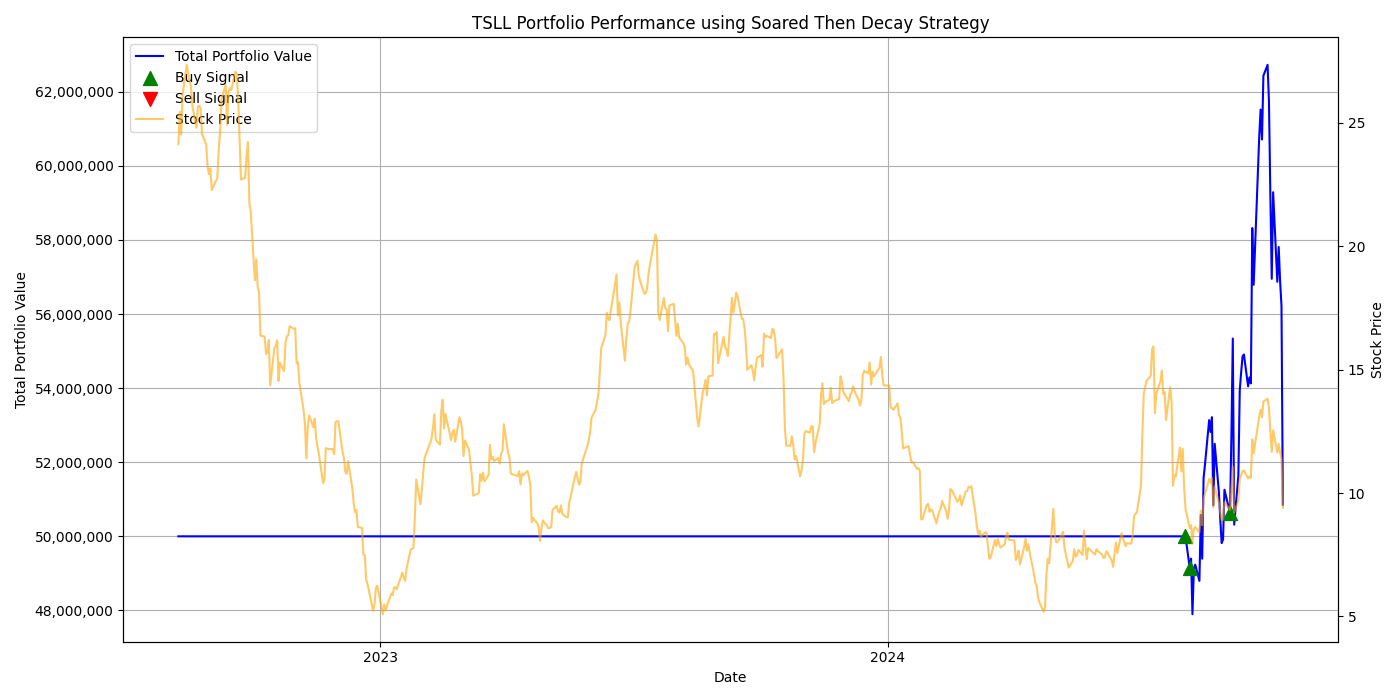 TSLL Portfolio Performance using Soared Then Decay Strategy
Total Portfolio Value
Buy Signal
Sell Signal
Stock Price
62,000,000
60,000,000
58,000,000
56,000,000
54,000,000
52,000,000
50,000,000
48,000,000
Total Portfolio Value
25
20
15
10
5
Stock Price
2023
2024
Date